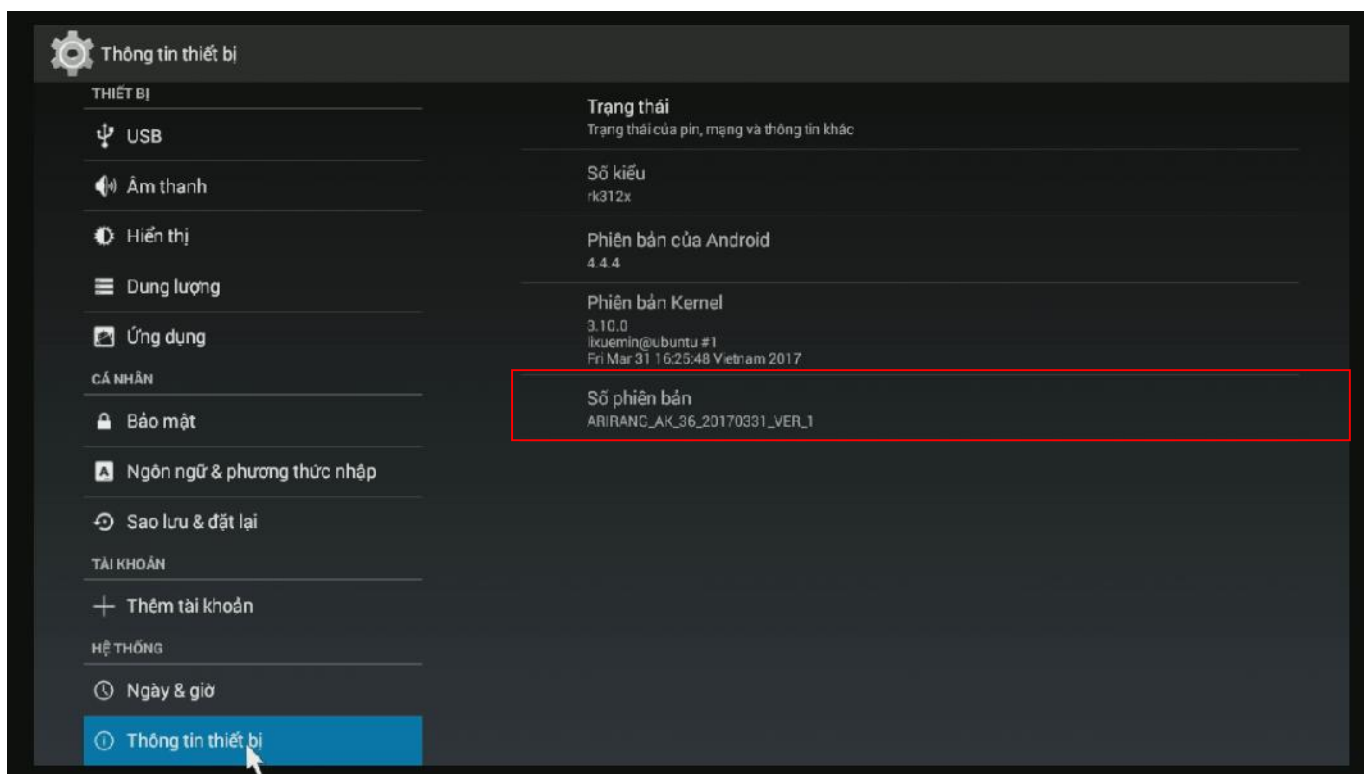 Thông tin thiết bị
THIẾT BỊ
USB
Âm thanh
Hiển thị
Dung lượng
Ứng dụng
CÁ NHÂN
Bảo mật
Ngôn ngữ & phương thức nhập
Sao lưu & đặt lại
TÀI KHOẢN
Thêm tài khoản
HỆ THỐNG
Ngày & giờ
Thông tin thiết bị
Trạng thái
Trạng thái của pin, mạng và thông tin khác
Số kiểu
rk312x
Phiên bản của Android
4.4.4
Phiên bản Kernel
3.10.0
lixuemin@ubuntu #1
Fri Mar 31 16:25:48 Vietnam 2017
Số phiên bản
ARIRANG_AK_36_20170331_VER_1